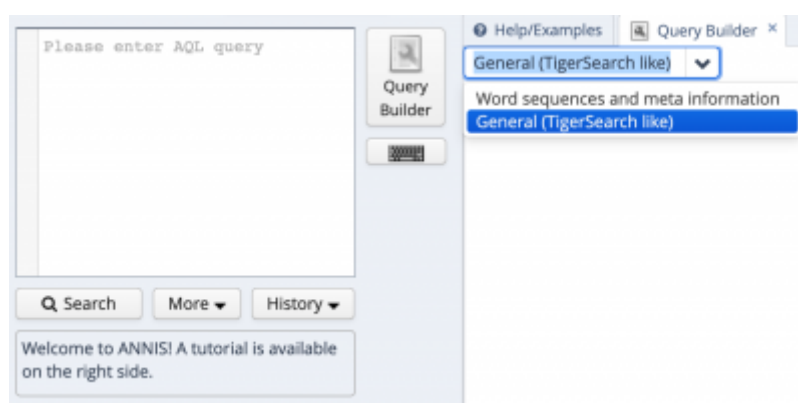 Please enter AQL query
Query
Builder
Search
More
History
Welcome to ANNIS! A tutorial is available
on the right side.
Help/Examples
Query Builder ×
General (TigerSearch like)
Word sequences and meta information
General (TigerSearch like)